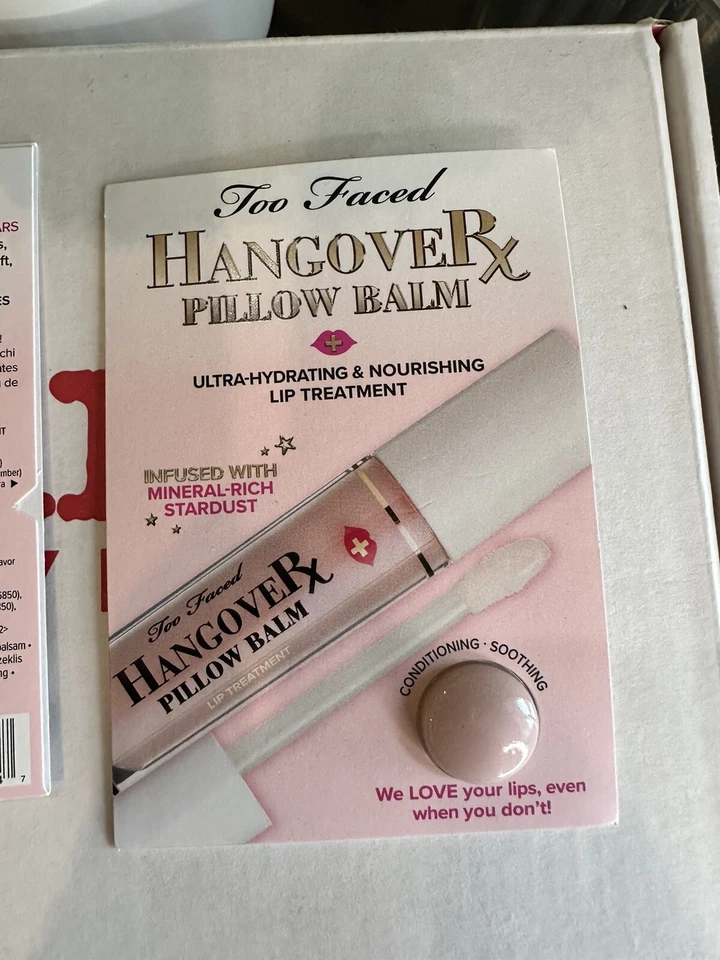 Too Faced
HANGOVERx
PILLOW BALM
ULTRA-HYDRATING & NOURISHING
LIP TREATMENT
INFUSED WITH
MINERAL-RICH
STARDUST
Too Faced
HANGOVERx
PILLOW BALM
LIP TREATMENT
CONDITIONING · SOOTHING
We LOVE your lips, even
when you don't!
7